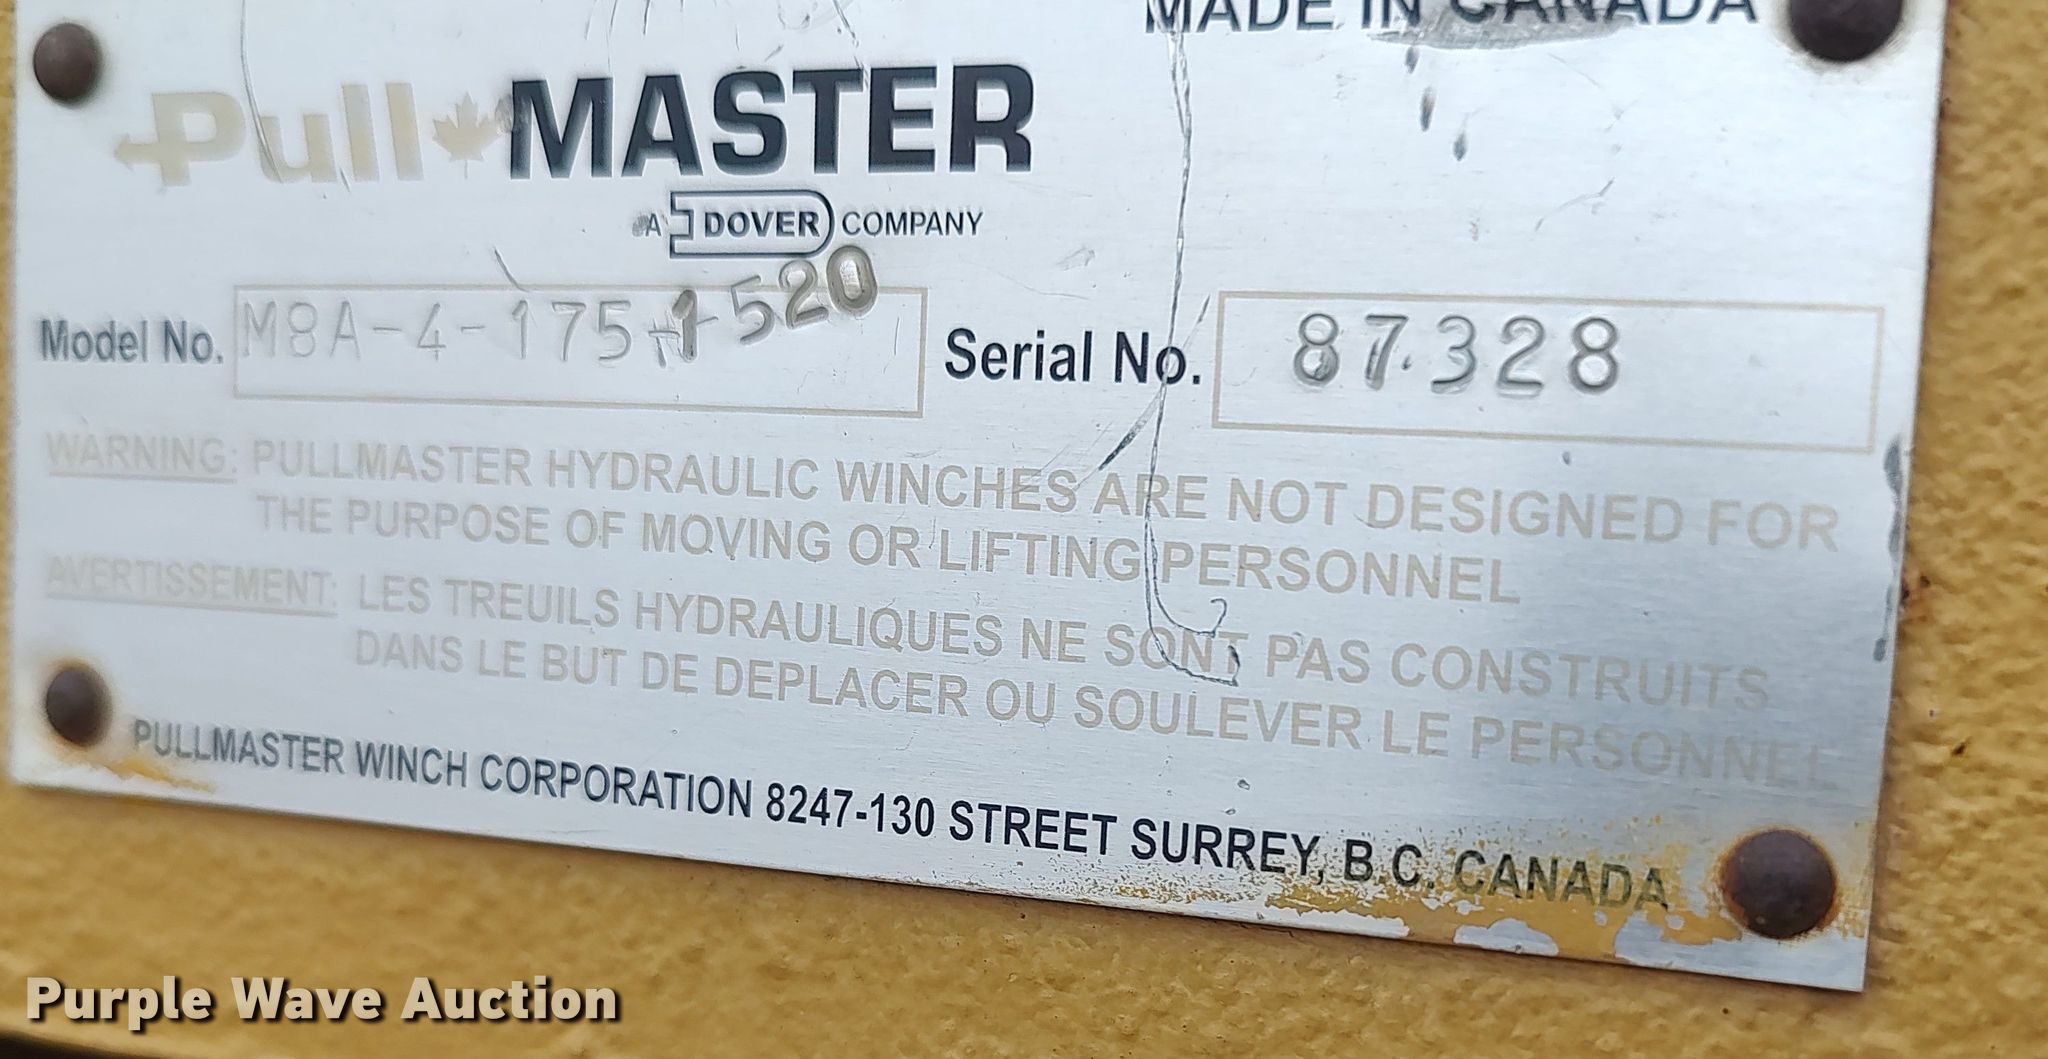 MADE IN CANADA
Pull MASTER
A DOVER COMPANY
Model No. M8A-4-175-1520
Serial No. 87328
WARNING: PULLMASTER HYDRAULIC WINCHES ARE NOT DESIGNED FOR
THE PURPOSE OF MOVING OR LIFTING PERSONNEL
AVERTISSEMENT: LES TREUILS HYDRAULIQUES NE SONT PAS CONSTRUITS
DANS LE BUT DE DEPLACER OU SOULEVER LE PERSONNEL
PULLMASTER WINCH CORPORATION 8247-130 STREET SURREY, B.C. CANADA
Purple Wave Auction